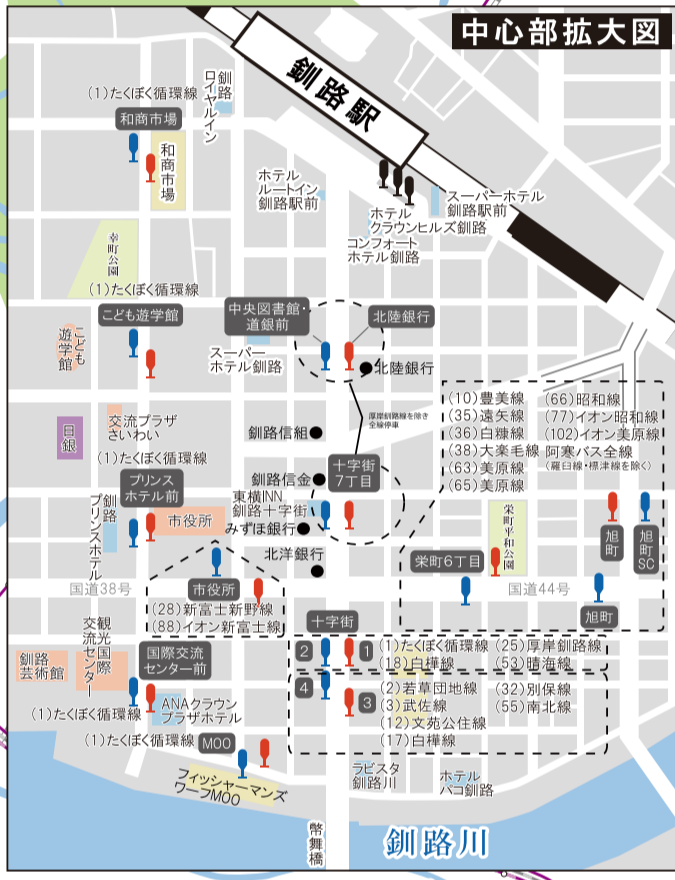 中心部拡大図
釧路駅
(1)たくぼく循環線
釧路
ロイヤルイン
和商市場
和商市場
ホテル
ルートイン
釧路駅前
スーパーホテル
釧路駅前
ホテル
クラウンヒルズ釧路
コンフォート
ホテル釧路
幸町公園
(1)たくぼく循環線
こども遊学館
こども
遊学館
中央図書館・
道銀前
北陸銀行
スーパー
ホテル釧路
北陸銀行
厚岸釧路線を除き
全線停車
日銀
交流プラザ
さいわい
釧路信組
(1)たくぼく循環線
プリンス
ホテル前
釧路
プリンスホテル
市役所
釧路信金
十字街
7丁目
東横INN
釧路十字街
みずほ銀行
北洋銀行
(10)豊美線
(35)遠矢線
(36)白糠線
(38)大楽毛線
(63)美原線
(65)美原線
(66)昭和線
(77)イオン昭和線
(102)イオン美原線
阿寒バス全線
(羅臼線・標津線を除く)
栄町平和公園
旭町
旭町SC
栄町6丁目
国道44号
旭町
国道38号
市役所
(28)新富士新野線
(88)イオン新富士線
十字街
2
1
(1)たくぼく循環線
(18)白樺線
(25)厚岸釧路線
(53)晴海線
4
3
(2)若草団地線
(3)武佐線
(12)文苑公住線
(17)白樺線
(32)別保線
(55)南北線
釧路
芸術館
観光国際
交流センター
国際交流
センター前
(1)たくぼく循環線
ANAクラウン
プラザホテル
(1)たくぼく循環線
MOO
フィッシャーマンズ
ワーフMOO
ラビスタ
釧路川
ホテル
パコ釧路
幣舞橋
釧路川